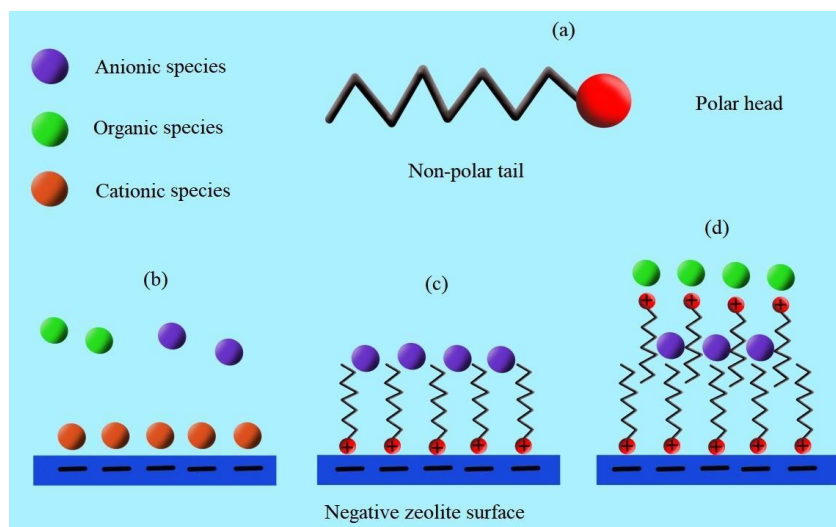 (a)
Anionic species
Organic species
Cationic species
Polar head
Non-polar tail
(b)
(c)
(d)
Negative zeolite surface